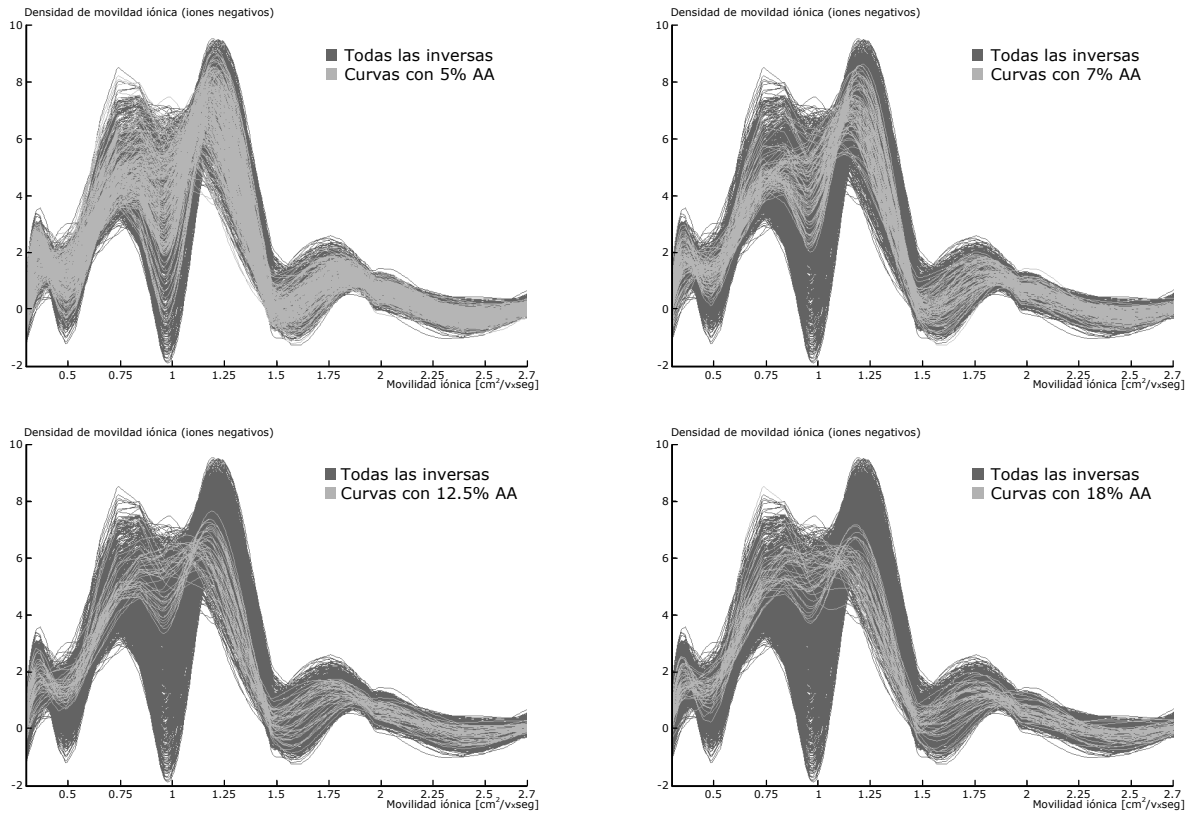 Densidad de movildad iónica (iones negativos)
10
8
6
4
2
0
-2
Todas las inversas
Curvas con 5% AA
0.5 0.75 1 1.25 1.5 1.75 2 2.25 2.5 2.7
Movilidad iónica [cm²/vxseg]
Densidad de movildad iónica (iones negativos)
10
8
6
4
2
0
-2
Todas las inversas
Curvas con 7% AA
0.5 0.75 1 1.25 1.5 1.75 2 2.25 2.5 2.7
Movilidad iónica [cm²/vxseg]
Densidad de movildad iónica (iones negativos)
10
8
6
4
2
0
-2
Todas las inversas
Curvas con 12.5% AA
0.5 0.75 1 1.25 1.5 1.75 2 2.25 2.5 2.7
Movilidad iónica [cm²/vxseg]
Densidad de movildad iónica (iones negativos)
10
8
6
4
2
0
-2
Todas las inversas
Curvas con 18% AA
0.5 0.75 1 1.25 1.5 1.75 2 2.25 2.5 2.7
Movilidad iónica [cm²/vxseg]